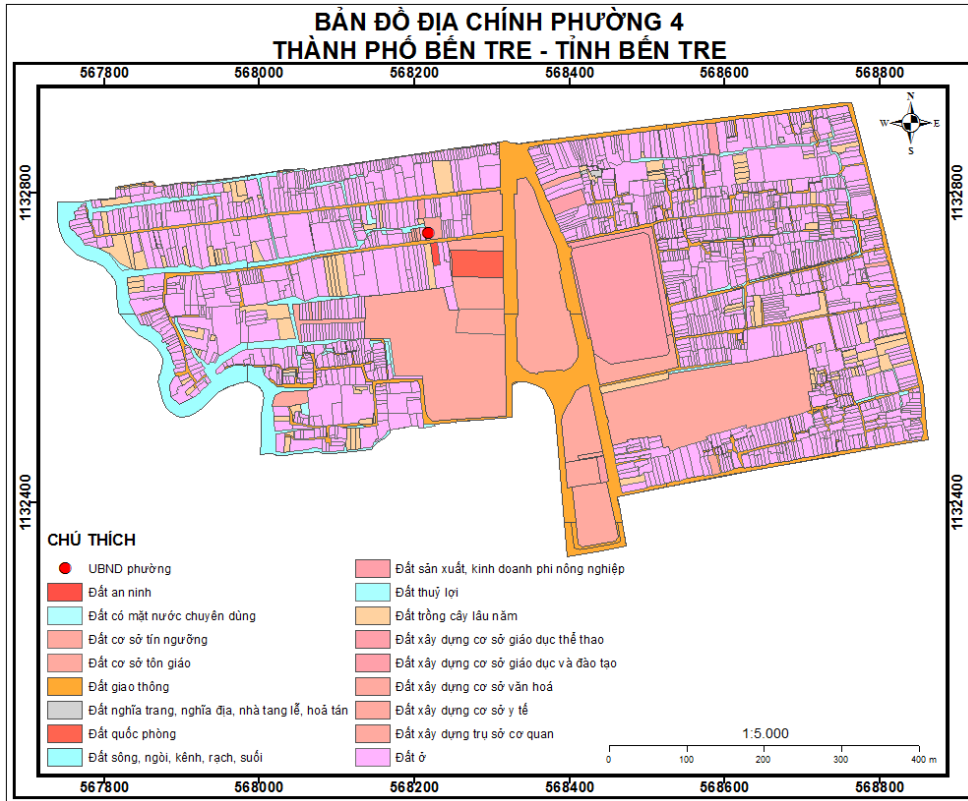 BẢN ĐỒ ĐỊA CHÍNH PHƯỜNG 4
THÀNH PHỐ BẾN TRE - TỈNH BẾN TRE
567800 568000 568200 568400 568600 568800
N
W E
S
1132800 1132800
1132400 1132400
CHÚ THÍCH
UBND phường
Đất an ninh
Đất có mặt nước chuyên dùng
Đất cơ sở tín ngưỡng
Đất cơ sở tôn giáo
Đất giao thông
Đất nghĩa trang, nghĩa địa, nhà tang lễ, hoả tán
Đất quốc phòng
Đất sông, ngòi, kênh, rạch, suối
Đất sản xuất, kinh doanh phi nông nghiệp
Đất thuỷ lợi
Đất trồng cây lâu năm
Đất xây dựng cơ sở giáo dục thể thao
Đất xây dựng cơ sở giáo dục và đào tạo
Đất xây dựng cơ sở văn hoá
Đất xây dựng cơ sở y tế
Đất xây dựng trụ sở cơ quan
Đất ở
1:5.000
0 100 200 300 400 m
567800 568000 568200 568400 568600 568800